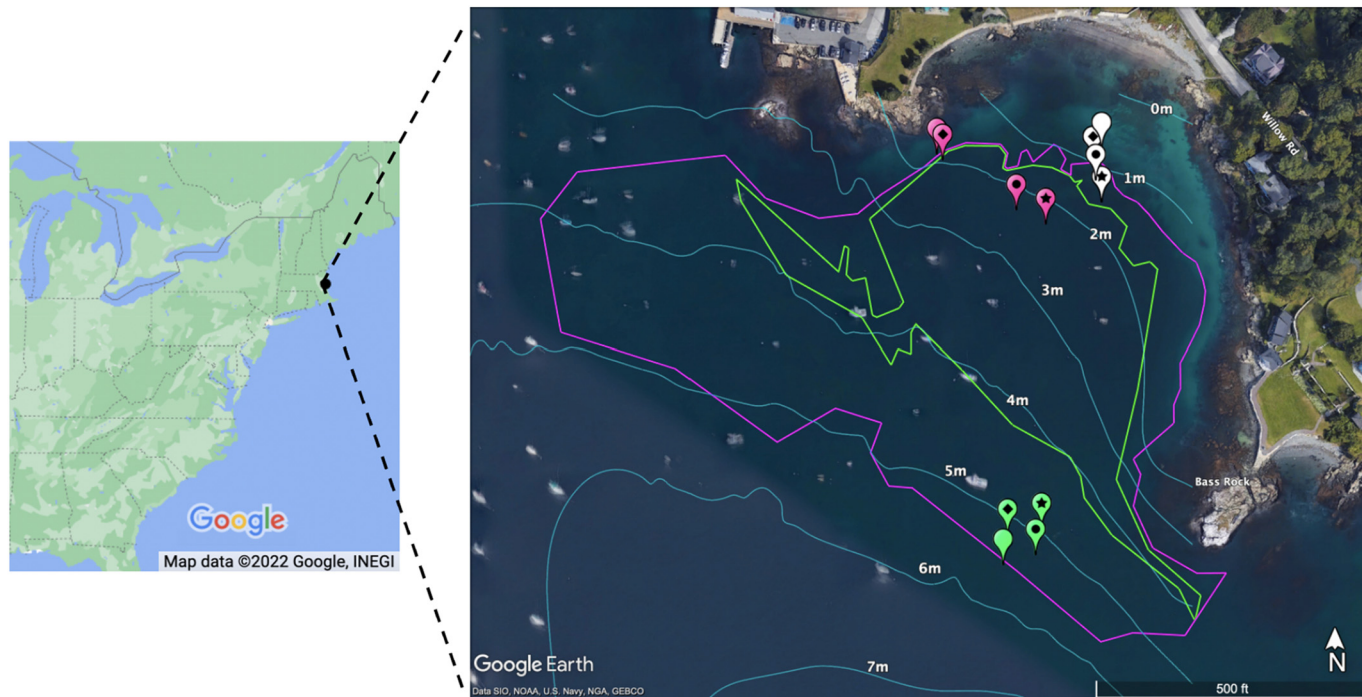 Google
Map data ©2022 Google, INEGI
0m
Willow Rd
1m
2m
3m
4m
5m
Bass Rock
6m
7m
Google Earth
Data SIO, NOAA, U.S. Navy, NGA, GEBCO
N
500 ft